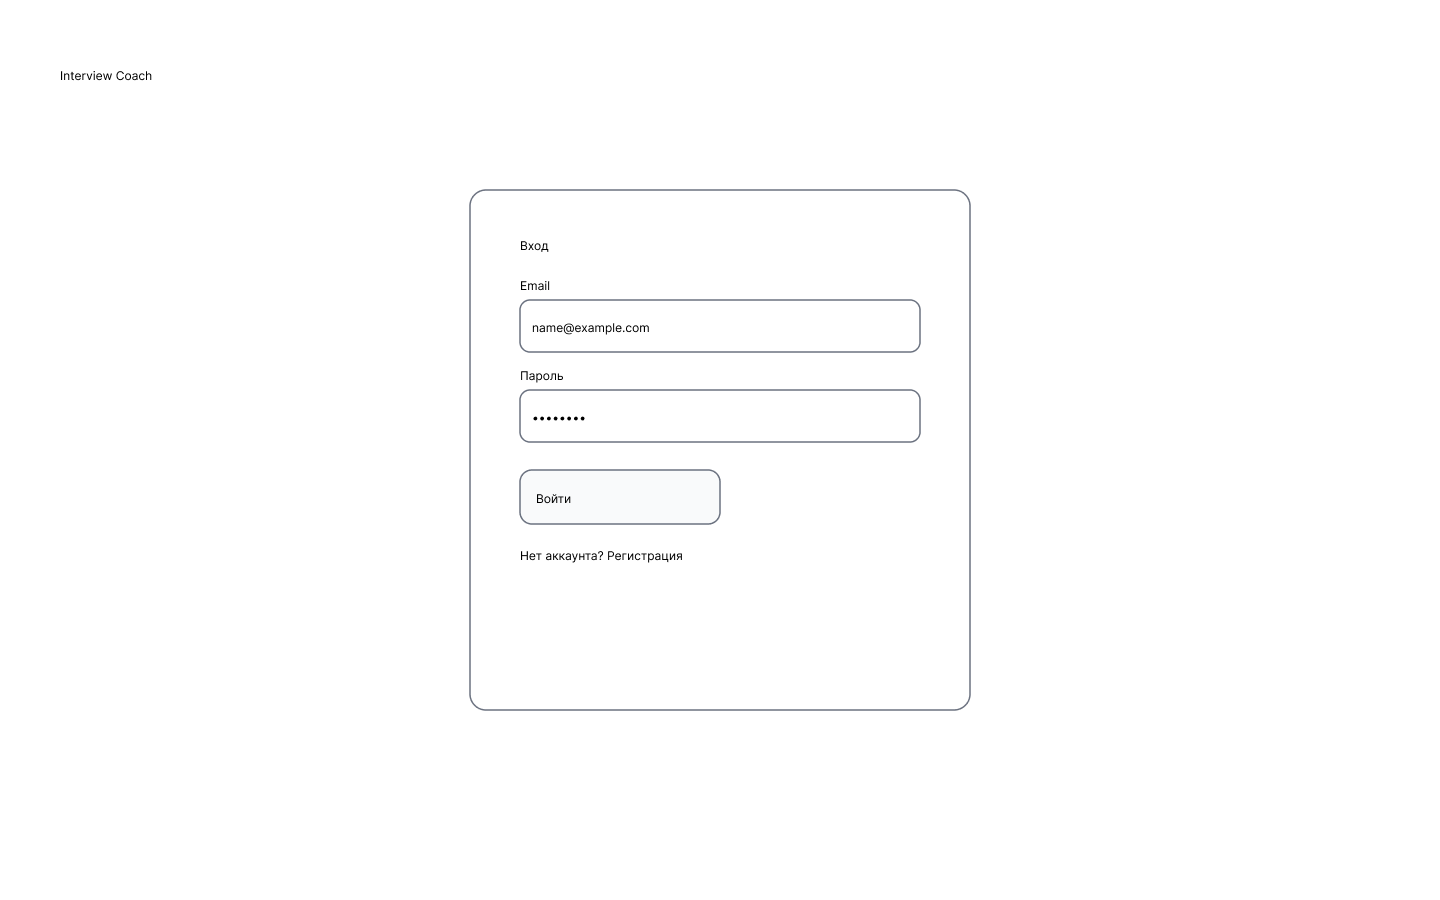 Interview Coach
Вход
Email
name@example.com
Пароль
••••••••
Войти
Нет аккаунта? Регистрация